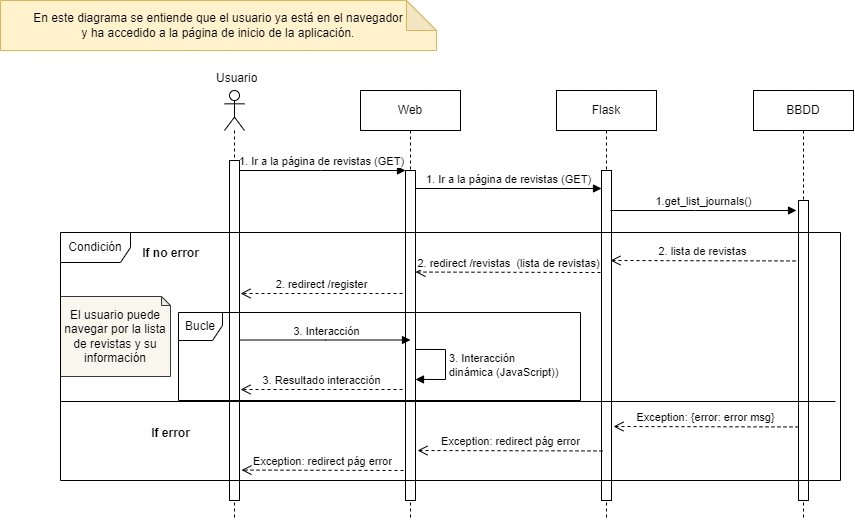 En este diagrama se entiende que el usuario ya está en el navegador
y ha accedido a la página de inicio de la aplicación.
Usuario
Web
Flask
BBDD
1. Ir a la página de revistas (GET)
1. Ir a la página de revistas (GET)
1.get_list_journals()
Condición
If no error
2. lista de revistas
2. redirect /revistas (lista de revistas)
2. redirect /register
El usuario puede
navegar por la lista
de revistas y su
información
Bucle
3. Interacción
3. Interacción
dinámica (JavaScript))
3. Resultado interacción
If error
Exception: {error: error msg}
Exception: redirect pág error
Exception: redirect pág error